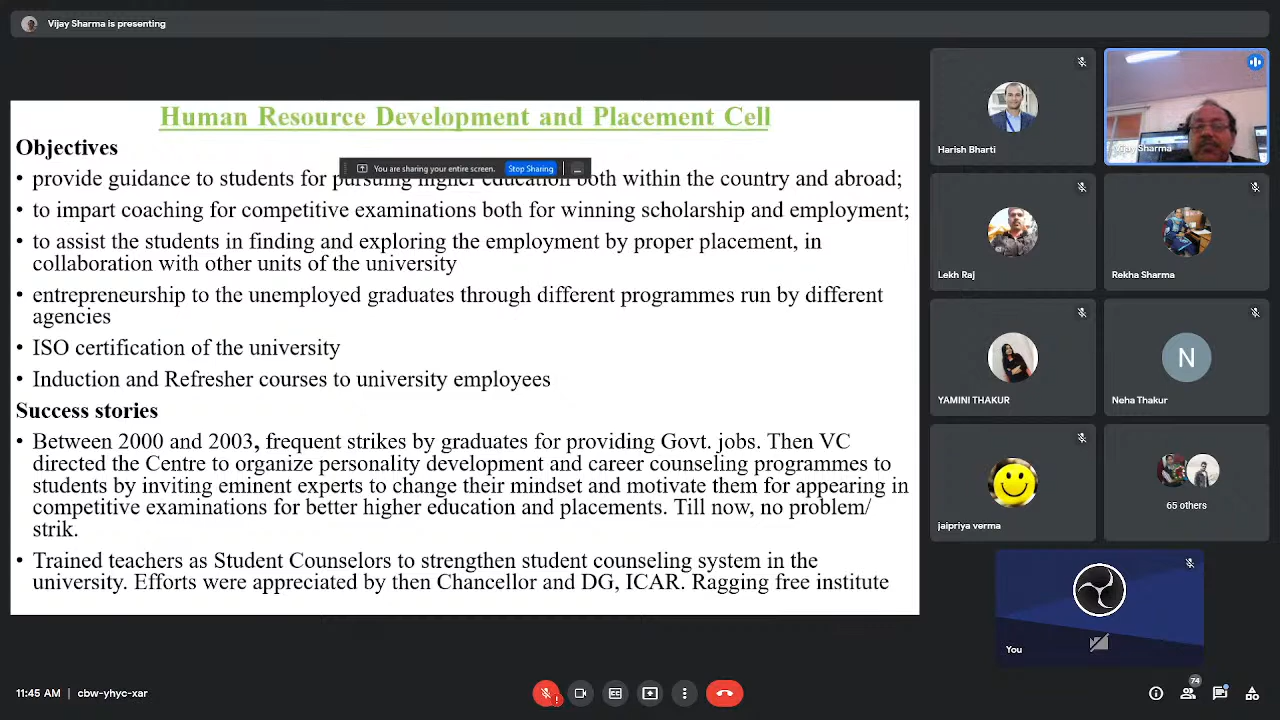 Vijay Sharma is presenting
Human Resource Development and Placement Cell
Objectives
You are sharing your entire screen. Stop Sharing
• provide guidance to students for pursuing higher education both within the country and abroad;
• to impart coaching for competitive examinations both for winning scholarship and employment;
• to assist the students in finding and exploring the employment by proper placement, in
collaboration with other units of the university
• entrepreneurship to the unemployed graduates through different programmes run by different
agencies
• ISO certification of the university
• Induction and Refresher courses to university employees
Success stories
• Between 2000 and 2003, frequent strikes by graduates for providing Govt. jobs. Then VC
directed the Centre to organize personality development and career counseling programmes to
students by inviting eminent experts to change their mindset and motivate them for appearing in
competitive examinations for better higher education and placements. Till now, no problem/
strik.
• Trained teachers as Student Counselors to strengthen student counseling system in the
university. Efforts were appreciated by then Chancellor and DG, ICAR. Ragging free institute
Harish Bharti
Vijay Sharma
Lekh Raj
Rekha Sharma
YAMINI THAKUR
N
Neha Thakur
jaipriya verma
65 others
You
11:45 AM | cbw-yhyc-xar
74